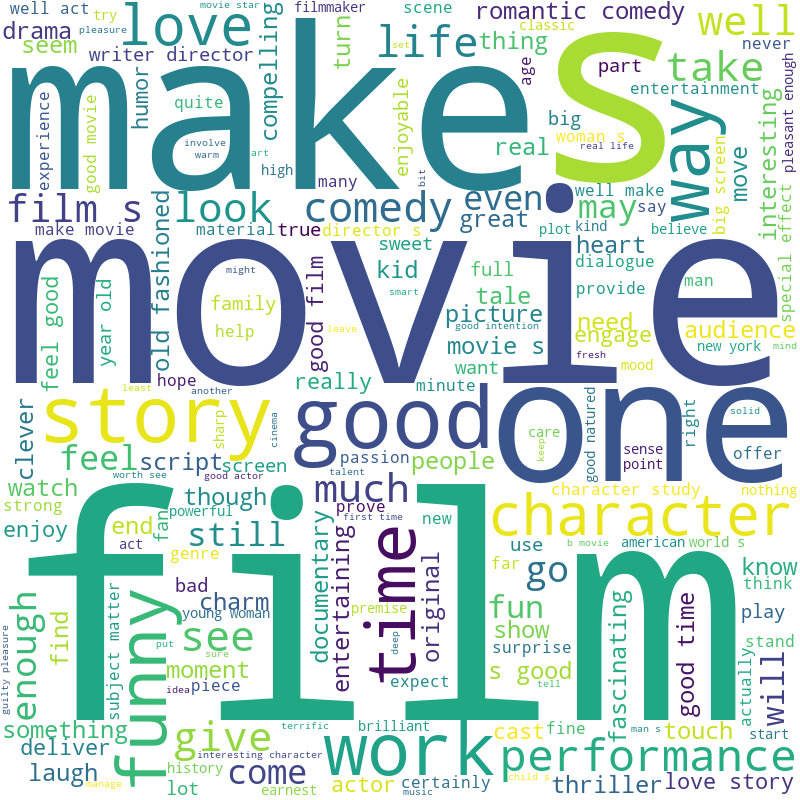 well act
try
movie star
filmmaker
scene
classic
romantic comedy
well
pleasure
love
drama
seem
writer director
humor
turn
compelling
life
thing
set
age
part
never
take
make
s
entertainment
experience
good movie
quite
involve
warm
art
high
many
enjoyable
bit
real
big
woman s
real life
way
move
big screen
interesting
special effect
pleasant enough
film s
look
comedy
even
great
well make
may
say
make movie
material
true
director s
sweet
plot
kind
heart
believe
movie
old fashioned
year old
feel good
might
family
help
good film
kid
smart
full
tale
picture
good intention
dialogue
provide
man
need
engage
audience
leave
movie s
fresh
mood
new york
mind
hope
another
least
really
minute
want
story
good
one
clever
sharp
cinema
good natured
care
keep
right
solid
sense
point
offer
feel
script
screen
passion
people
watch
worth see
good actor
talent
much
character study
nothing
strong
though
powerful
fan
prove
first time
new
character
enjoy
end
act
still
genre
documentary
entertaining
time
original
use
b movie
american
world s
far
go
know
think
film
enough
find
subject matter
funny
bad
charm
young woman
put
see
sure
premise
deep
fun
show
surprise
fascinating
good time
play
stand
actually
will
guilty pleasure
moment
idea
piece
expect
s good
tell
something
give
terrific
brilliant
work
cast
fine
man s
touch
start
deliver
interesting character
performance
laugh
history
come
manage
lot
earnest
actor
certainly
music
child s
thriller
love story